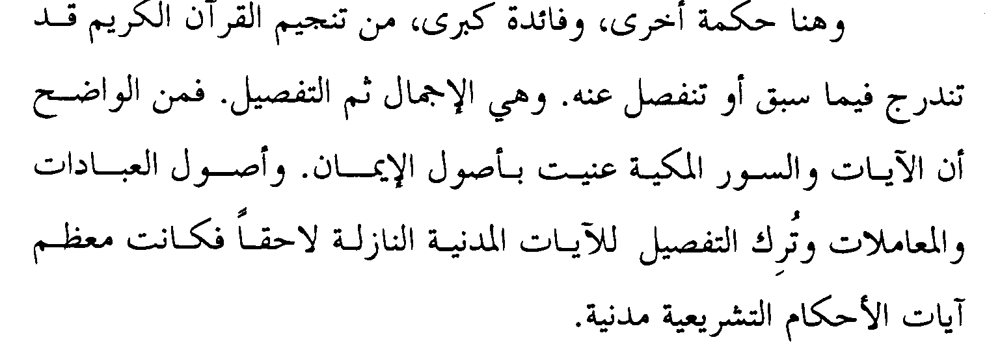 وهنا حكمة أخرى، وفائدة كبرى، من تنجيم القرآن الكريم قد
تندرج فيما سبق أو تنفصل عنه. وهي الإجمال ثم التفصيل. فمن الواضح
أن الآيات والسور المكية عنيت بأصول الإيمان. وأصول العبادات
والمعاملات وتُرِك التفصيل للآيات المدنية النازلة لاحقاً فكانت معظم
آيات الأحكام التشريعية مدنية.